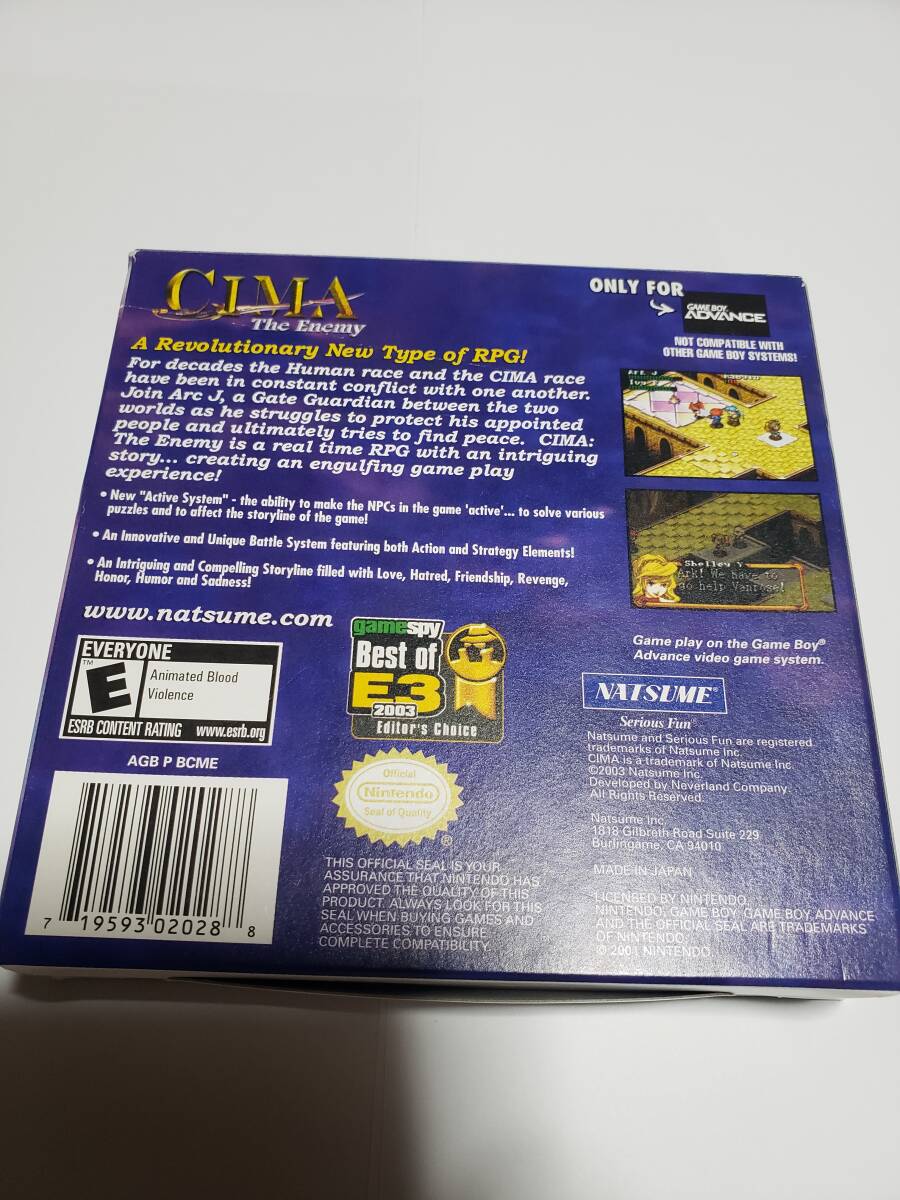 CIMA
The Enemy
A Revolutionary New Type of RPG!
For decades the Human race and the CIMA race
have been in constant conflict with one another.
Join Arc J, a Gate Guardian between the two
worlds as he struggles to protect his appointed
people and ultimately tries to find peace. CIMA:
The Enemy is a real time RPG with an intriguing
story... creating an engulfing game play
experience!
• New "Active System" - the ability to make the NPCs in the game 'active'... to solve various
puzzles and to affect the storyline of the game!
• An Innovative and Unique Battle System featuring both Action and Strategy Elements!
• An Intriguing and Compelling Storyline filled with Love, Hatred, Friendship, Revenge,
Honor, Humor and Sadness!
www.natsume.com
ONLY FOR
GAME BOY
ADVANCE
NOT COMPATIBLE WITH
OTHER GAME BOY SYSTEMS!
Shelley Y.
Ark! We have to
go help Vanrose!
Game play on the Game Boy®
Advance video game system.
EVERYONE
TM
E
Animated Blood
Violence
ESRB CONTENT RATING www.esrb.org
gamespy
Best of
E3
2003
Editor's Choice
AGB P BCME
7 19593 02028 8
Official
Nintendo
Seal of Quality
®
THIS OFFICIAL SEAL IS YOUR
ASSURANCE THAT NINTENDO HAS
APPROVED THE QUALITY OF THIS
PRODUCT. ALWAYS LOOK FOR THIS
SEAL WHEN BUYING GAMES AND
ACCESSORIES TO ENSURE
COMPLETE COMPATIBILITY.
NATSUME®
Serious Fun™
Natsume and Serious Fun are registered
trademarks of Natsume Inc.
CIMA is a trademark of Natsume Inc.
©2003 Natsume Inc.
Developed by Neverland Company.
All Rights Reserved.
Natsume Inc.
1818 Gilbreth Road Suite 229
Burlingame, CA 94010
MADE IN JAPAN
LICENSED BY NINTENDO.
NINTENDO, GAME BOY, GAME BOY ADVANCE
AND THE OFFICIAL SEAL ARE TRADEMARKS
OF NINTENDO.
© 2001 NINTENDO.